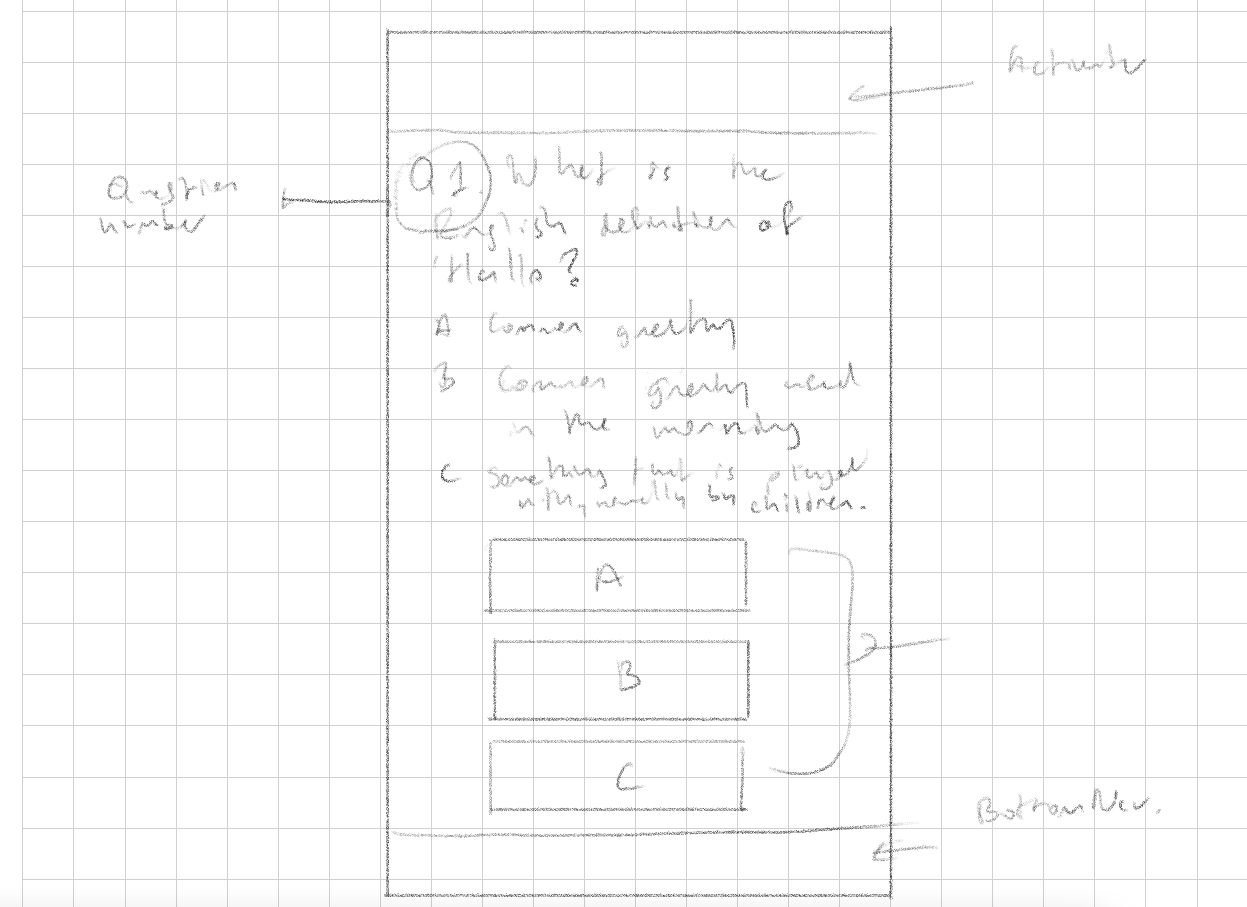 Question
number
Q1. What is the
English definition of
'Hello?
A Common greeting
B Common greeting used
in the morning
C Something that is played
with, usually by children.
A
B
C
Bottom Nav.